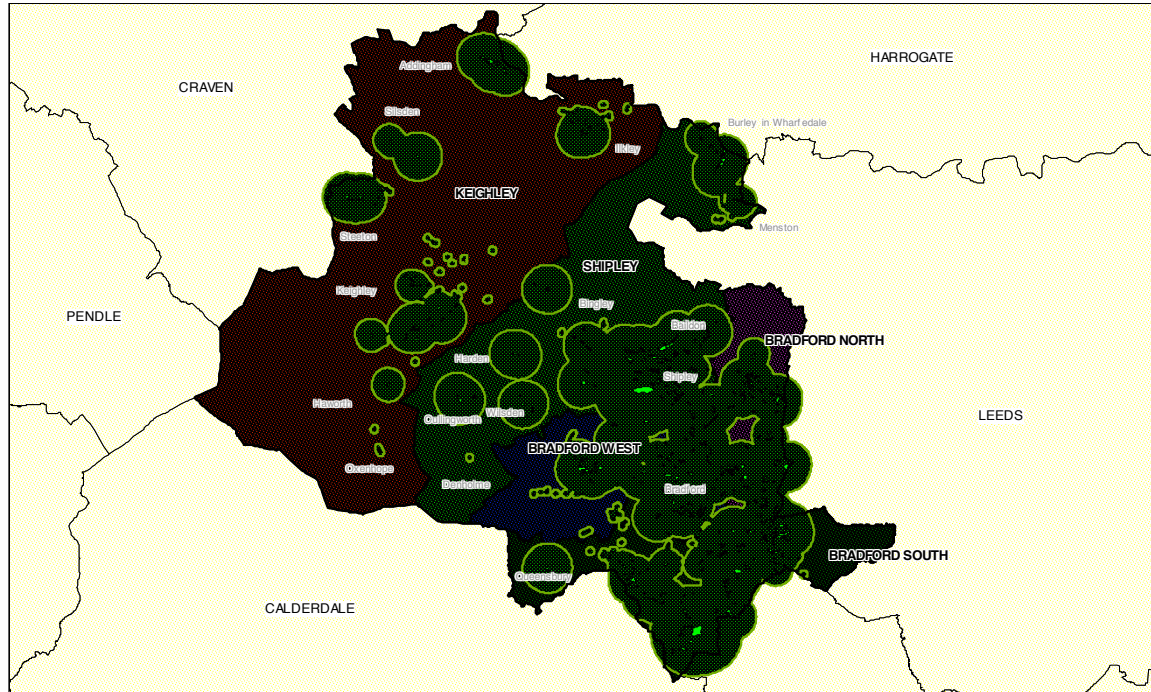 HARROGATE
Addingham
CRAVEN
Silsden
Burley in Wharfedale
Ilkley
KEIGHLEY
Menston
Steeton
SHIPLEY
Keighley
Bingley
PENDLE
Baildon
BRADFORD NORTH
Harden
Shipley
Haworth
Wilsden
Cullingworth
LEEDS
BRADFORD WEST
Oxenhope
Denholme
Bradford
BRADFORD SOUTH
Queensbury
CALDERDALE